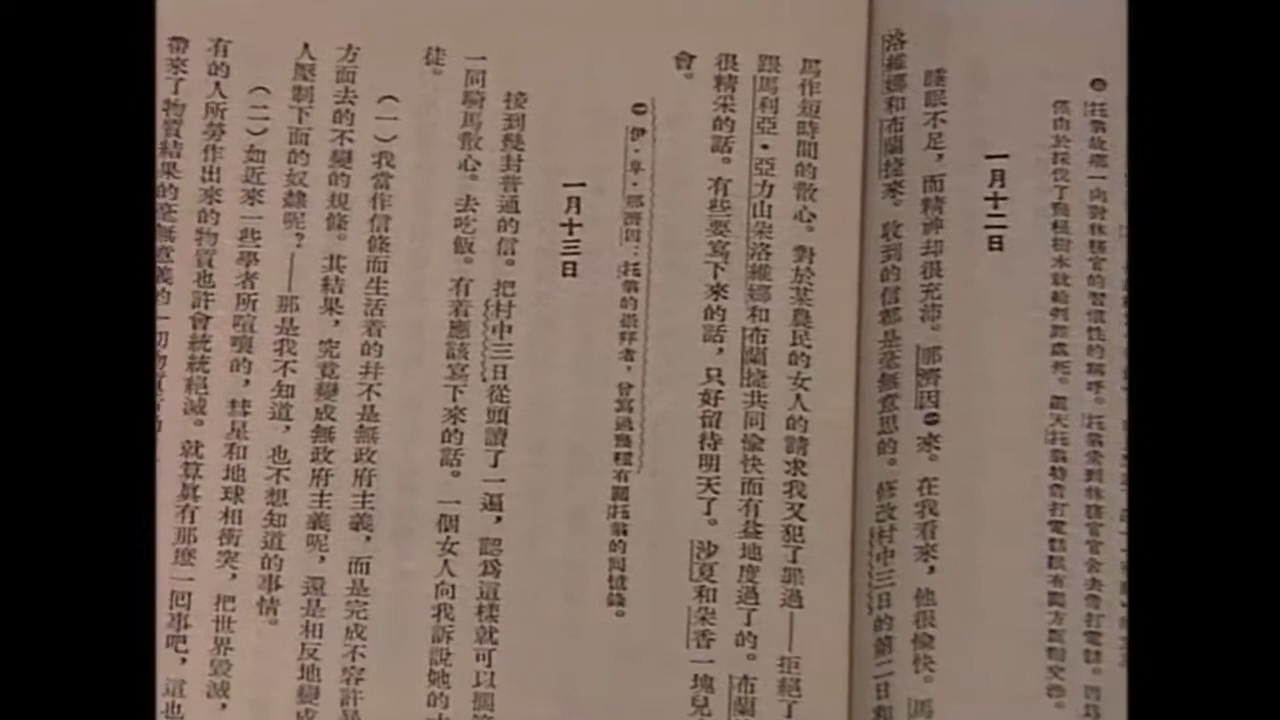 托翁故鄉一向對林務官的習慣性的稱呼。托翁
一月十二日
睡眠不足，而精神却很充沛。那濟因㊀來。在我看來，他很愉快。馬
洛維娜和布蘭捷來。收到的信都是毫無意思的。修改村中三日的第二日和
馬作短時間的散心。對於某農民的女人的請求我又犯了罪過——拒絕了
跟馬利亞·亞力山朵洛維娜和布蘭捷共同愉快而有益地度過了的。布蘭
很精采的話。有些要寫下來的話，只好留待明天了。沙夏和朵香一塊兒
會。
㊀ 伊·阜·那濟因：托翁的崇拜者，曾寫過幾種有關托翁的回憶錄。
一月十三日
接到幾封普通的信。把村中三日從頭讀了一遍，認爲這樣就可以擱筆
一同騎馬散心。去吃飯。有着應該寫下來的話。一個女人向我訴說她的
徒。
（一）我當作信條而生活着的幷不是無政府主義，而是完成不容許
方面去的不變的規條。其結果，究竟變成無政府主義呢，還是相反地變成
人壓制下面的奴隸呢？——那是我不知道，也不想知道的事情。
（二）如近來一些學者所喧嚷的，彗星和地球相衝突，把世界毀滅，
有的人所勞作出來的物質也許會統統絕滅。就算眞有那麽一回事吧，這也
帶來了物質結果的毫無意義的一切物質